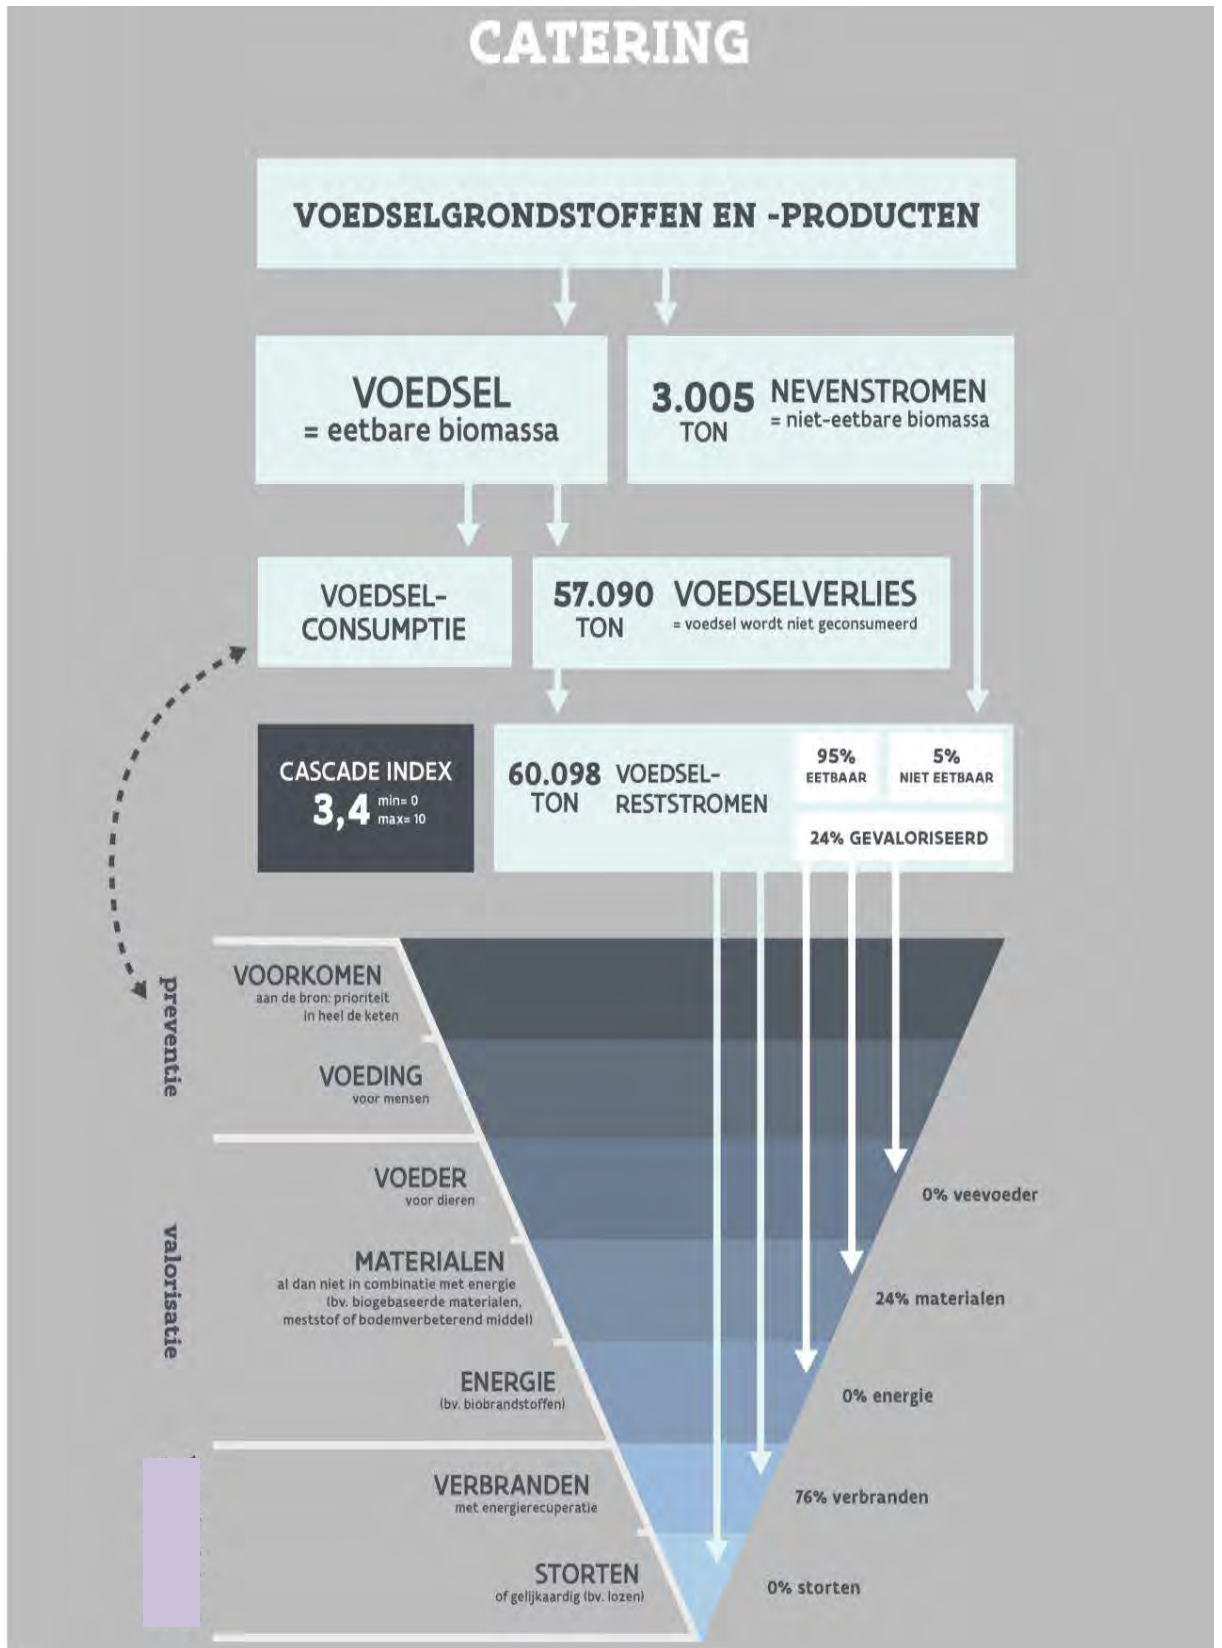 CATERING
VOEDSELGRONDSTOFFEN EN -PRODUCTEN
VOEDSEL
= eetbare biomassa
3.005
TON
NEVENSTROMEN
= niet-eetbare biomassa
VOEDSEL-
CONSUMPTIE
57.090
TON
VOEDSELVERLIES
= voedsel wordt niet geconsumeerd
CASCADE INDEX
3,4
min= 0
max= 10
60.098
TON
VOEDSEL-
RESTSTROMEN
95%
EETBAAR
5%
NIET EETBAAR
24% GEVALORISEERD
preventie
VOORKOMEN
aan de bron: prioriteit
in heel de keten
VOEDING
voor mensen
valorisatie
VOEDER
voor dieren
0% veevoeder
MATERIALEN
al dan niet in combinatie met energie
(bv. biogebaseerde materialen,
meststof of bodemverbeterend middel)
24% materialen
ENERGIE
(bv. biobrandstoffen)
0% energie
VERBRANDEN
met energierecuperatie
76% verbranden
STORTEN
of gelijkaardig (bv. lozen)
0% storten